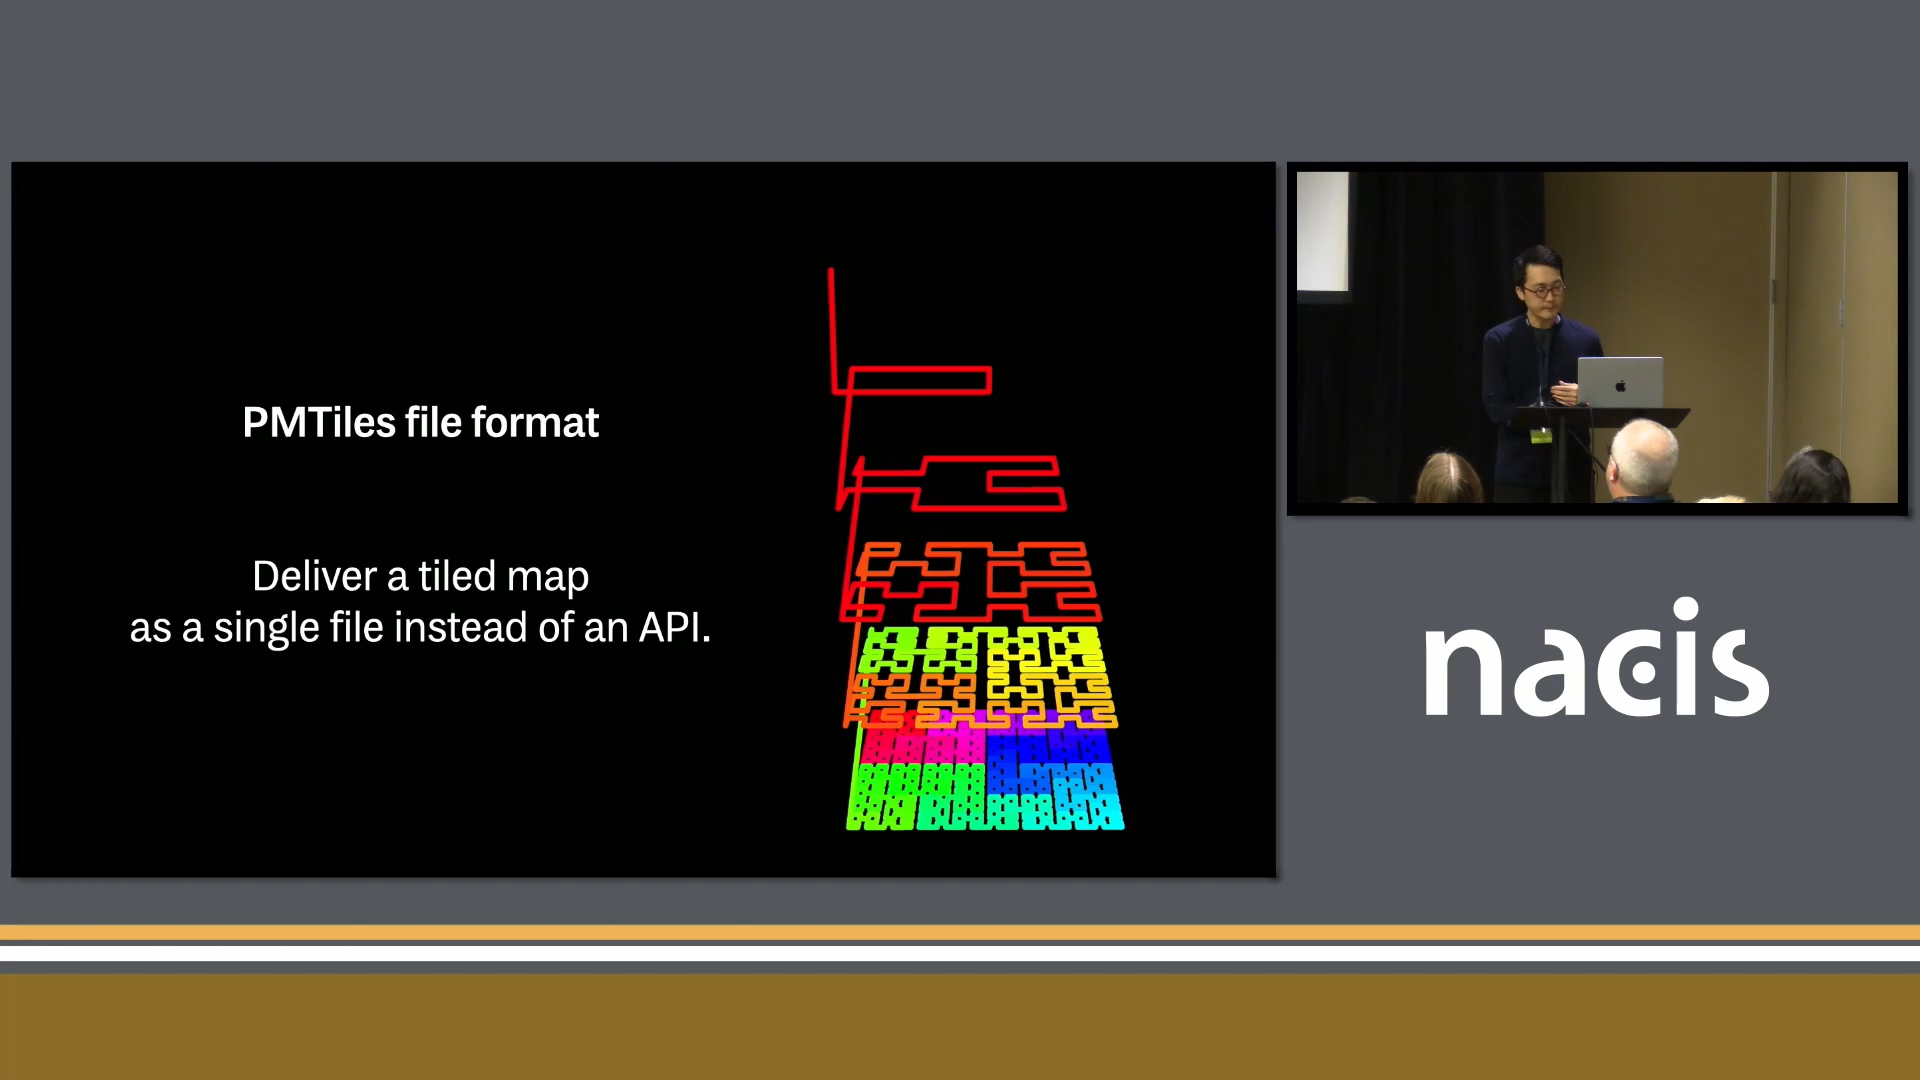 PMTiles file format
Deliver a tiled map
as a single file instead of an API.
nacis